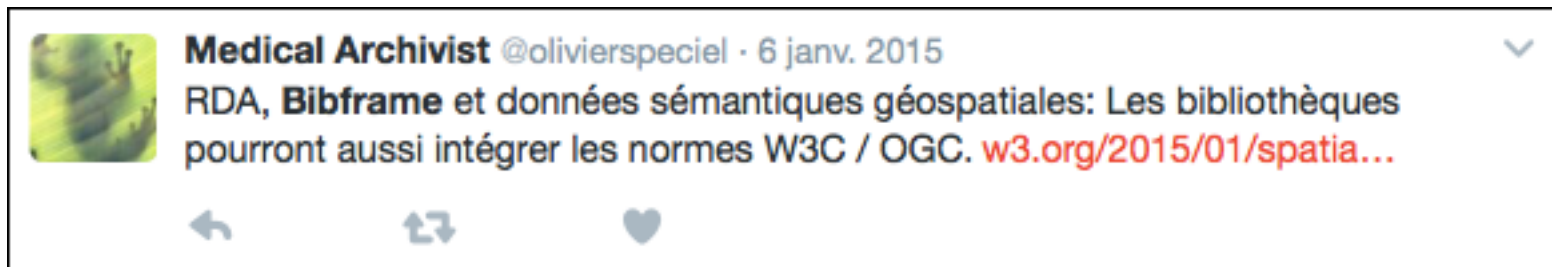 Medical Archivist @olivierspeciel · 6 janv. 2015
RDA, Bibframe et données sémantiques géospatiales: Les bibliothèques
pourront aussi intégrer les normes W3C / OGC. w3.org/2015/01/spatia…